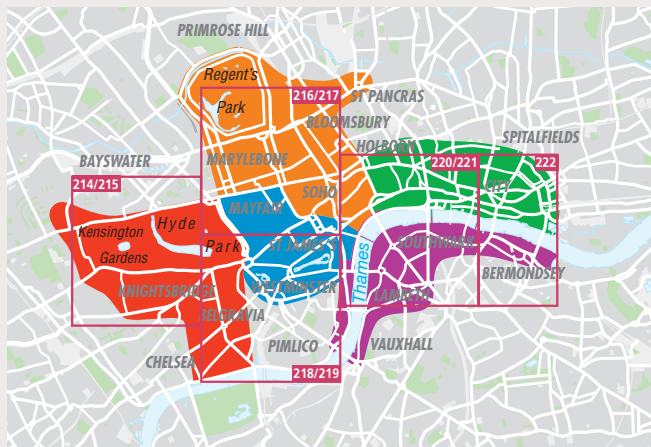 PRIMROSE HILL
Regent's
Park
216/217
ST PANCRAS
BLOOMSBURY
SPITALFIELDS
HOLBORN
BAYSWATER
MARYLEBONE
220/221
222
214/215
SOHO
CITY
MAYFAIR
Kensington
Gardens
Hyde
Park
ST JAMES'S
SOUTHWARK
Thames
BERMONDSEY
KNIGHTSBRIDGE
WESTMINSTER
LAMBETH
BELGRAVIA
PIMLICO
VAUXHALL
CHELSEA
218/219